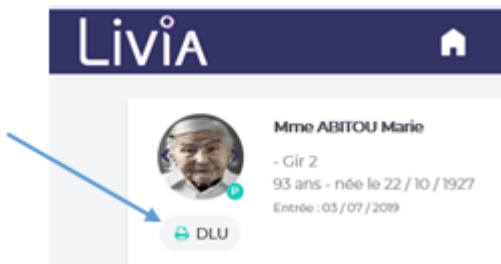 LiViA
Mme ABITOU Marie
- Gir 2
93 ans - née le 22 / 10 / 1927
Entrée : 03 / 07 / 2019
P
DLU